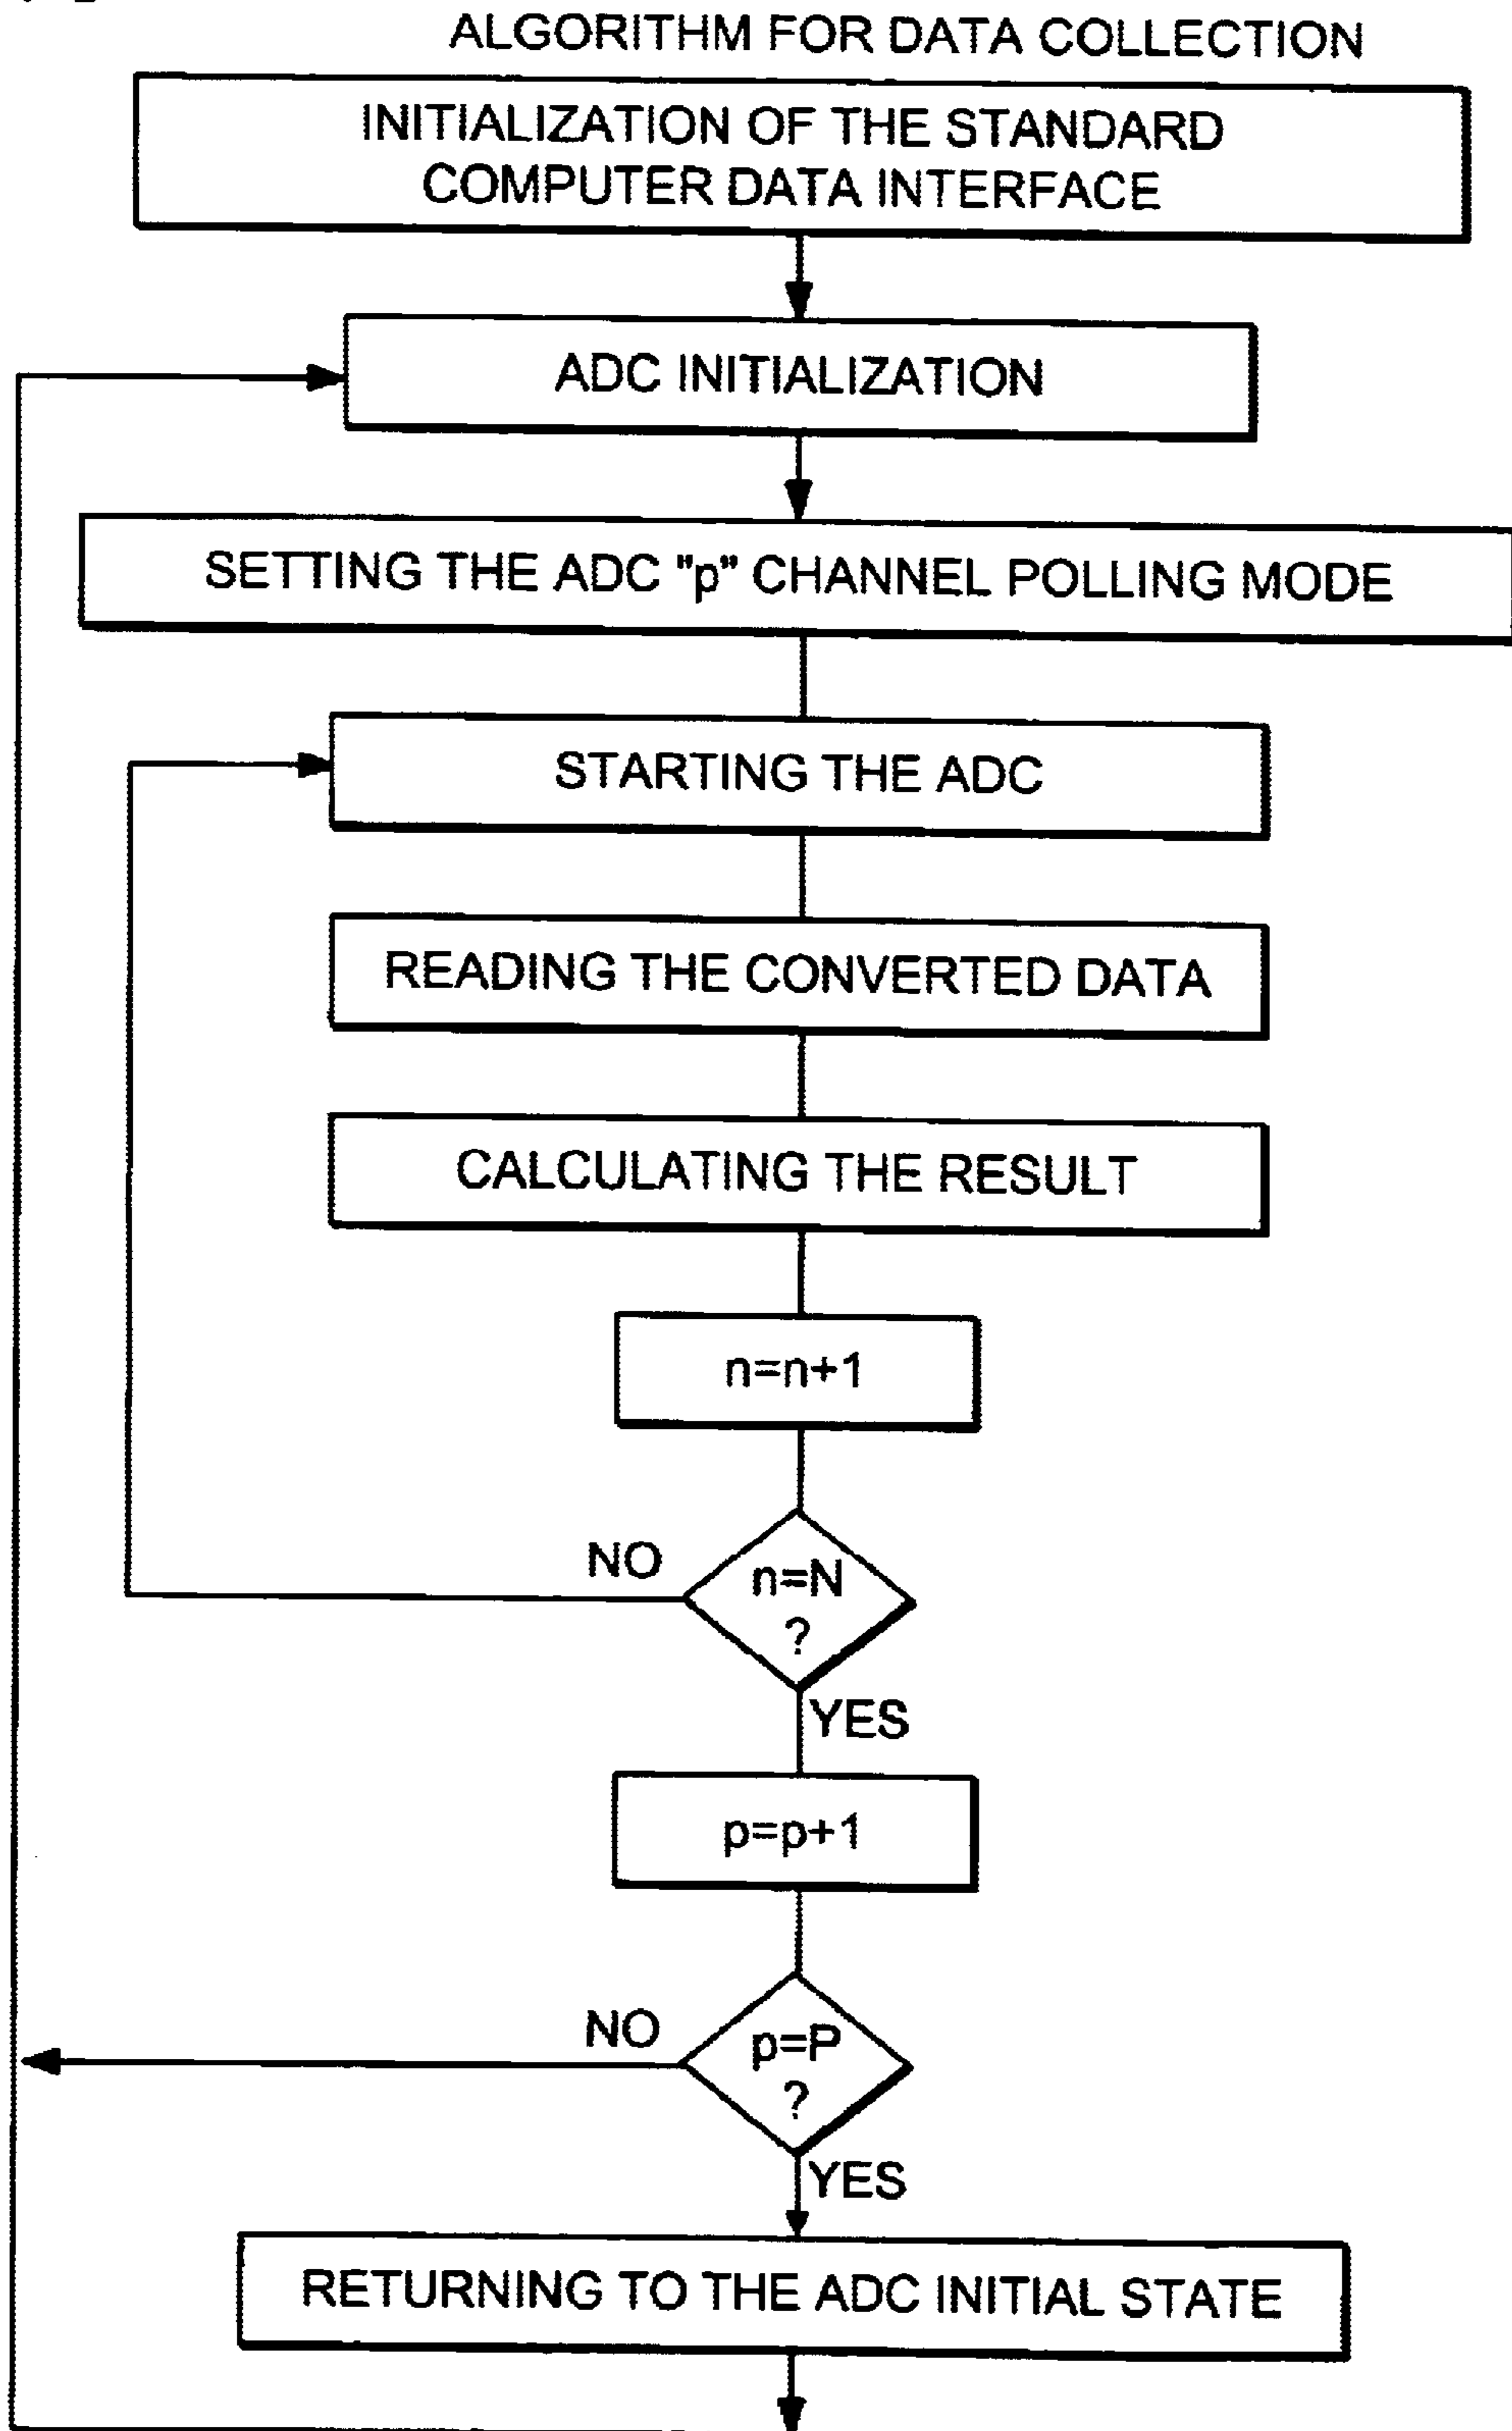 ALGORITHM FOR DATA COLLECTION
INITIALIZATION OF THE STANDARD
COMPUTER DATA INTERFACE
ADC INITIALIZATION
SETTING THE ADC "p" CHANNEL POLLING MODE
STARTING THE ADC
READING THE CONVERTED DATA
CALCULATING THE RESULT
n=n+1
NO
n=N
?
YES
p=p+1
NO
p=P
?
YES
RETURNING TO THE ADC INITIAL STATE